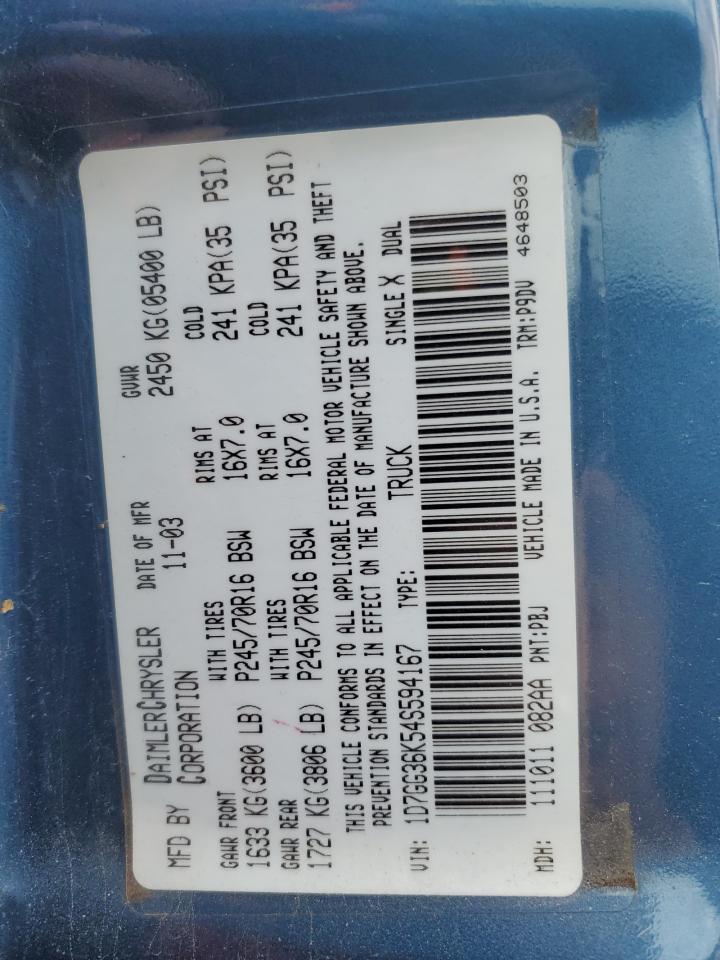 MFD BY DAIMLERCHRYSLER CORPORATION
DATE OF MFR 11-03
GVWR 2450 KG(05400 LB)
GAWR FRONT WITH TIRES RIMS AT COLD
1633 KG(3600 LB) P245/70R16 BSW 16X7.0 241 KPA(35 PSI)
GAWR REAR WITH TIRES RIMS AT COLD
1727 KG(3806 LB) P245/70R16 BSW 16X7.0 241 KPA(35 PSI)
THIS VEHICLE CONFORMS TO ALL APPLICABLE FEDERAL MOTOR VEHICLE SAFETY AND THEFT
PREVENTION STANDARDS IN EFFECT ON THE DATE OF MANUFACTURE SHOWN ABOVE.
VIN: 1D7GG36K54S594167 TYPE: TRUCK SINGLE X DUAL
MDH: 111011 082AA PNT:PBJ VEHICLE MADE IN U.S.A. TRM:P9DV 4648503